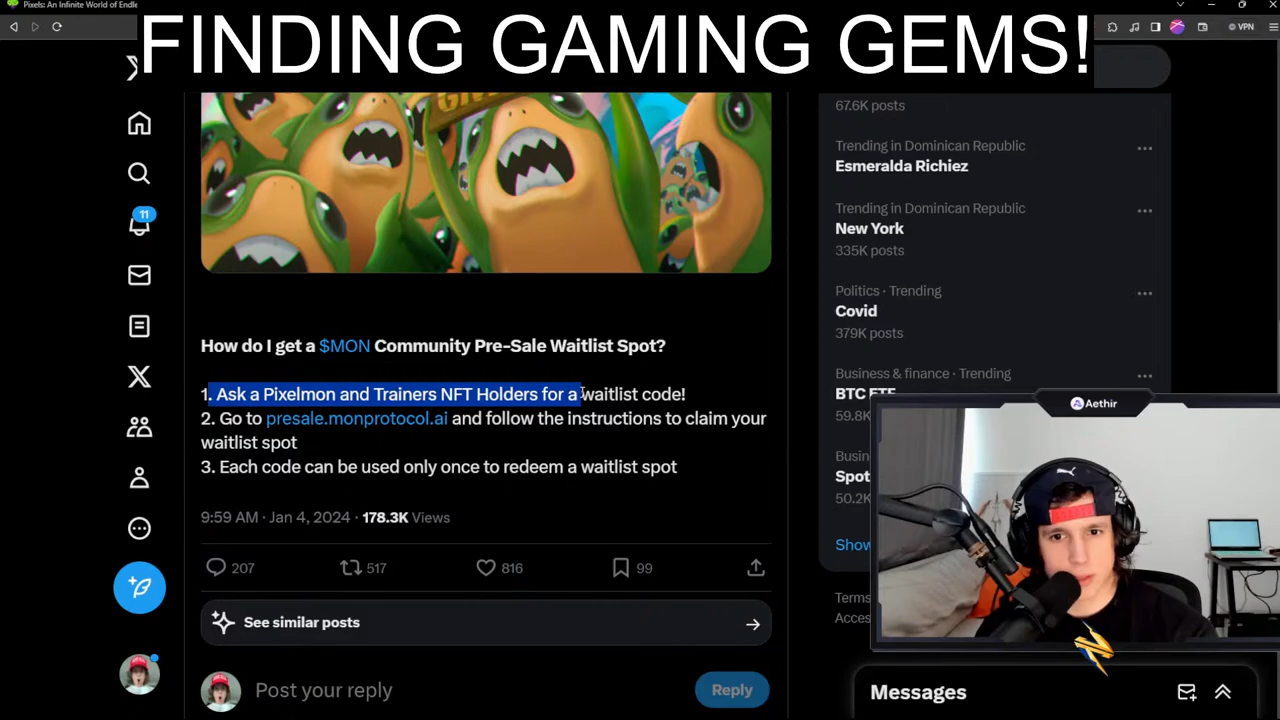 Pixels: An Infinite World of Endle
FINDING GAMING GEMS!
VPN
67.6K posts
Trending in Dominican Republic
Esmeralda Richiez
Trending in Dominican Republic
New York
335K posts
Politics · Trending
Covid
379K posts
Business & finance · Trending
BTC ETF
59.8K
Busin
Spot
50.2K
Show
Terms
Acces
11
How do I get a $MON Community Pre-Sale Waitlist Spot?
1. Ask a Pixelmon and Trainers NFT Holders for a waitlist code!
2. Go to presale.monprotocol.ai and follow the instructions to claim your
waitlist spot
3. Each code can be used only once to redeem a waitlist spot
9:59 AM · Jan 4, 2024 · 178.3K Views
207 517 816 99
See similar posts
Post your reply
Reply
Aethir
Messages